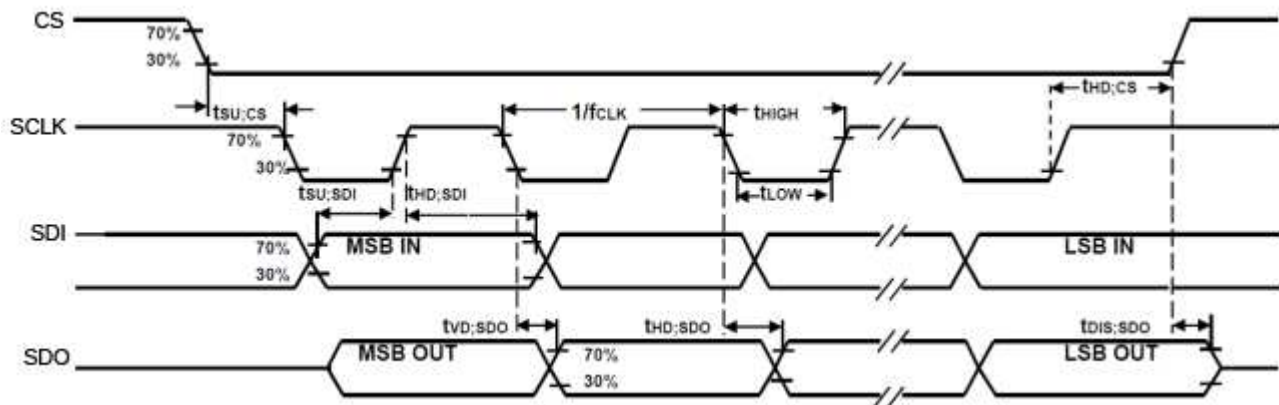 CS
70%
30%
tSU;CS
1/fCLK
tHIGH
tHD;CS
SCLK
70%
30%
tSU;SDI
tHD;SDI
tLOW
SDI
70%
30%
MSB IN
LSB IN
tVD;SDO
tHD;SDO
tDIS;SDO
SDO
MSB OUT
70%
30%
LSB OUT